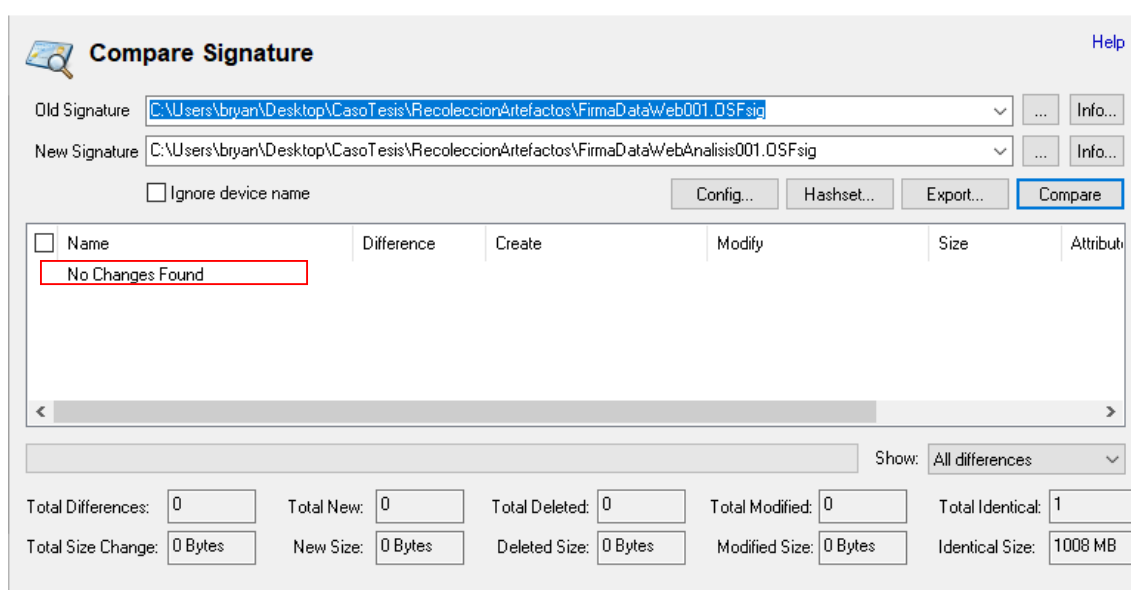 Compare Signature
Help
Old Signature C:\Users\bryan\Desktop\CasoTesis\RecoleccionArtefactos\FirmaDataWeb001.OSFsig ... Info...
New Signature C:\Users\bryan\Desktop\CasoTesis\RecoleccionArtefactos\FirmaDataWebAnalisis001.OSFsig ... Info...
Ignore device name Config... Hashset... Export... Compare
Name Difference Create Modify Size Attribut
No Changes Found
Show: All differences
Total Differences: 0 Total New: 0 Total Deleted: 0 Total Modified: 0 Total Identical: 1
Total Size Change: 0 Bytes New Size: 0 Bytes Deleted Size: 0 Bytes Modified Size: 0 Bytes Identical Size: 1008 MB